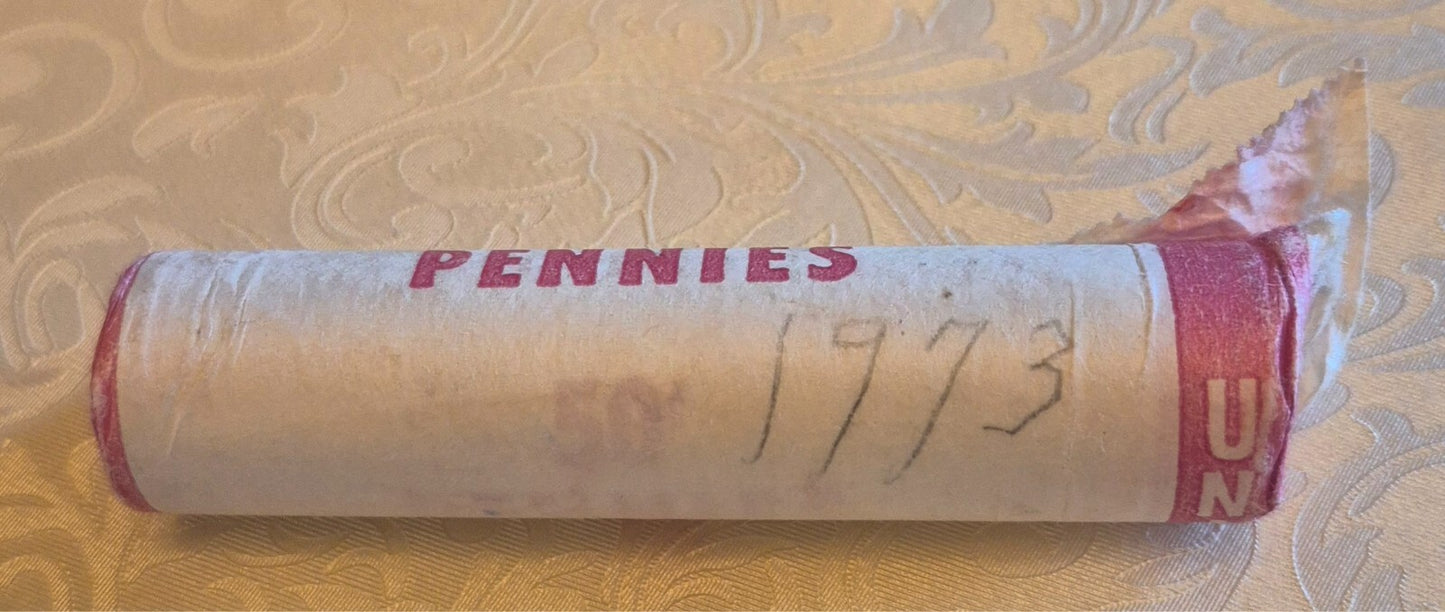 PENNIES
1973
50¢
U
N